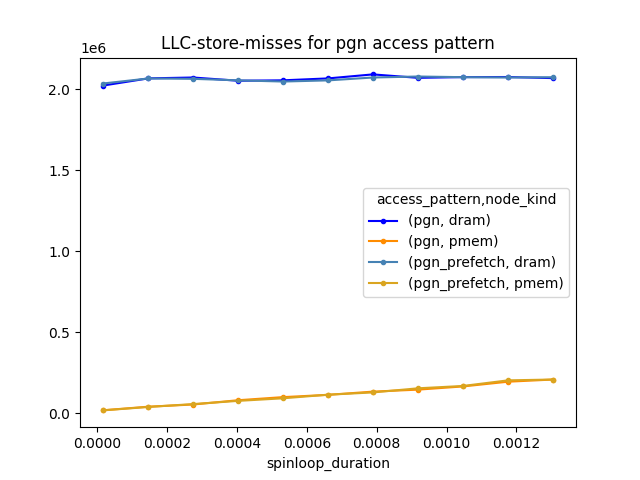 LLC-store-misses for pgn access pattern
1e6
2.0
1.5
1.0
0.5
0.0
access_pattern,node_kind
(pgn, dram)
(pgn, pmem)
(pgn_prefetch, dram)
(pgn_prefetch, pmem)
0.0000 0.0002 0.0004 0.0006 0.0008 0.0010 0.0012
spinloop_duration